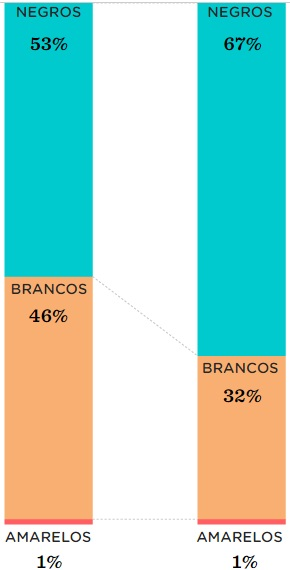 NEGROS
53%
BRANCOS
46%
AMARELOS
1%
NEGROS
67%
BRANCOS
32%
AMARELOS
1%